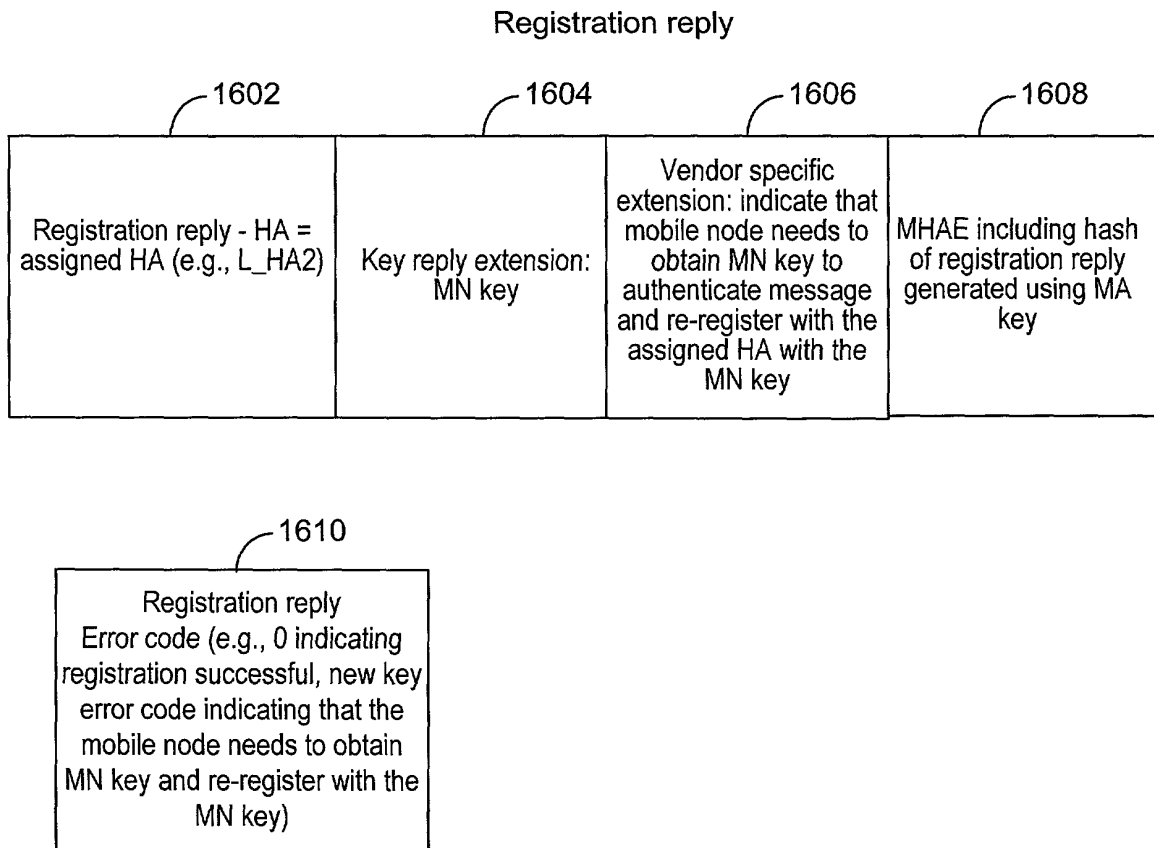 Registration reply
1602
1604
1606
1608
Registration reply - HA =
assigned HA (e.g., L_HA2)
Key reply extension:
MN key
Vendor specific
extension: indicate that
mobile node needs to
obtain MN key to
authenticate message
and re-register with the
assigned HA with the
MN key
MHAE including hash
of registration reply
generated using MA
key
1610
Registration reply
Error code (e.g., 0 indicating
registration successful, new key
error code indicating that the
mobile node needs to obtain
MN key and re-register with the
MN key)